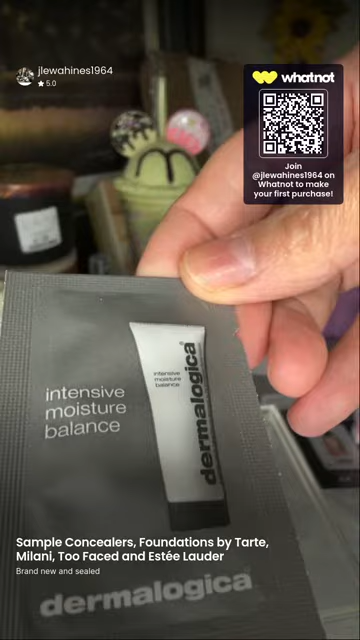 jlewahines1964
★ 5.0
whatnot
Join
@jlewahines1964 on
Whatnot to make
your first purchase!
intensive
moisture
balance
intensive
moisture
balance
dermalogica
Sample Concealers, Foundations by Tarte,
Milani, Too Faced and Estée Lauder
Brand new and sealed
dermalogica